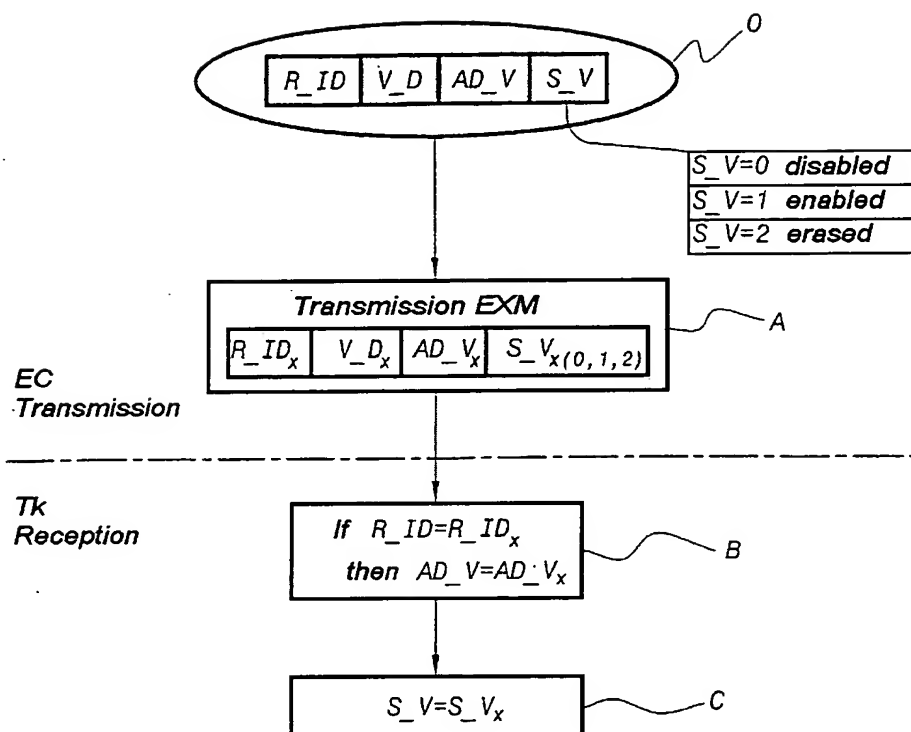 O
R_ID V_D AD_V S_V
S_V=0 disabled
S_V=1 enabled
S_V=2 erased
Transmission EXM
A
R_IDx V_Dx AD_Vx S_Vx(0,1,2)
EC
Transmission
Tk
Reception
If R_ID=R_IDx
then AD_V=AD_Vx
B
S_V=S_Vx
C